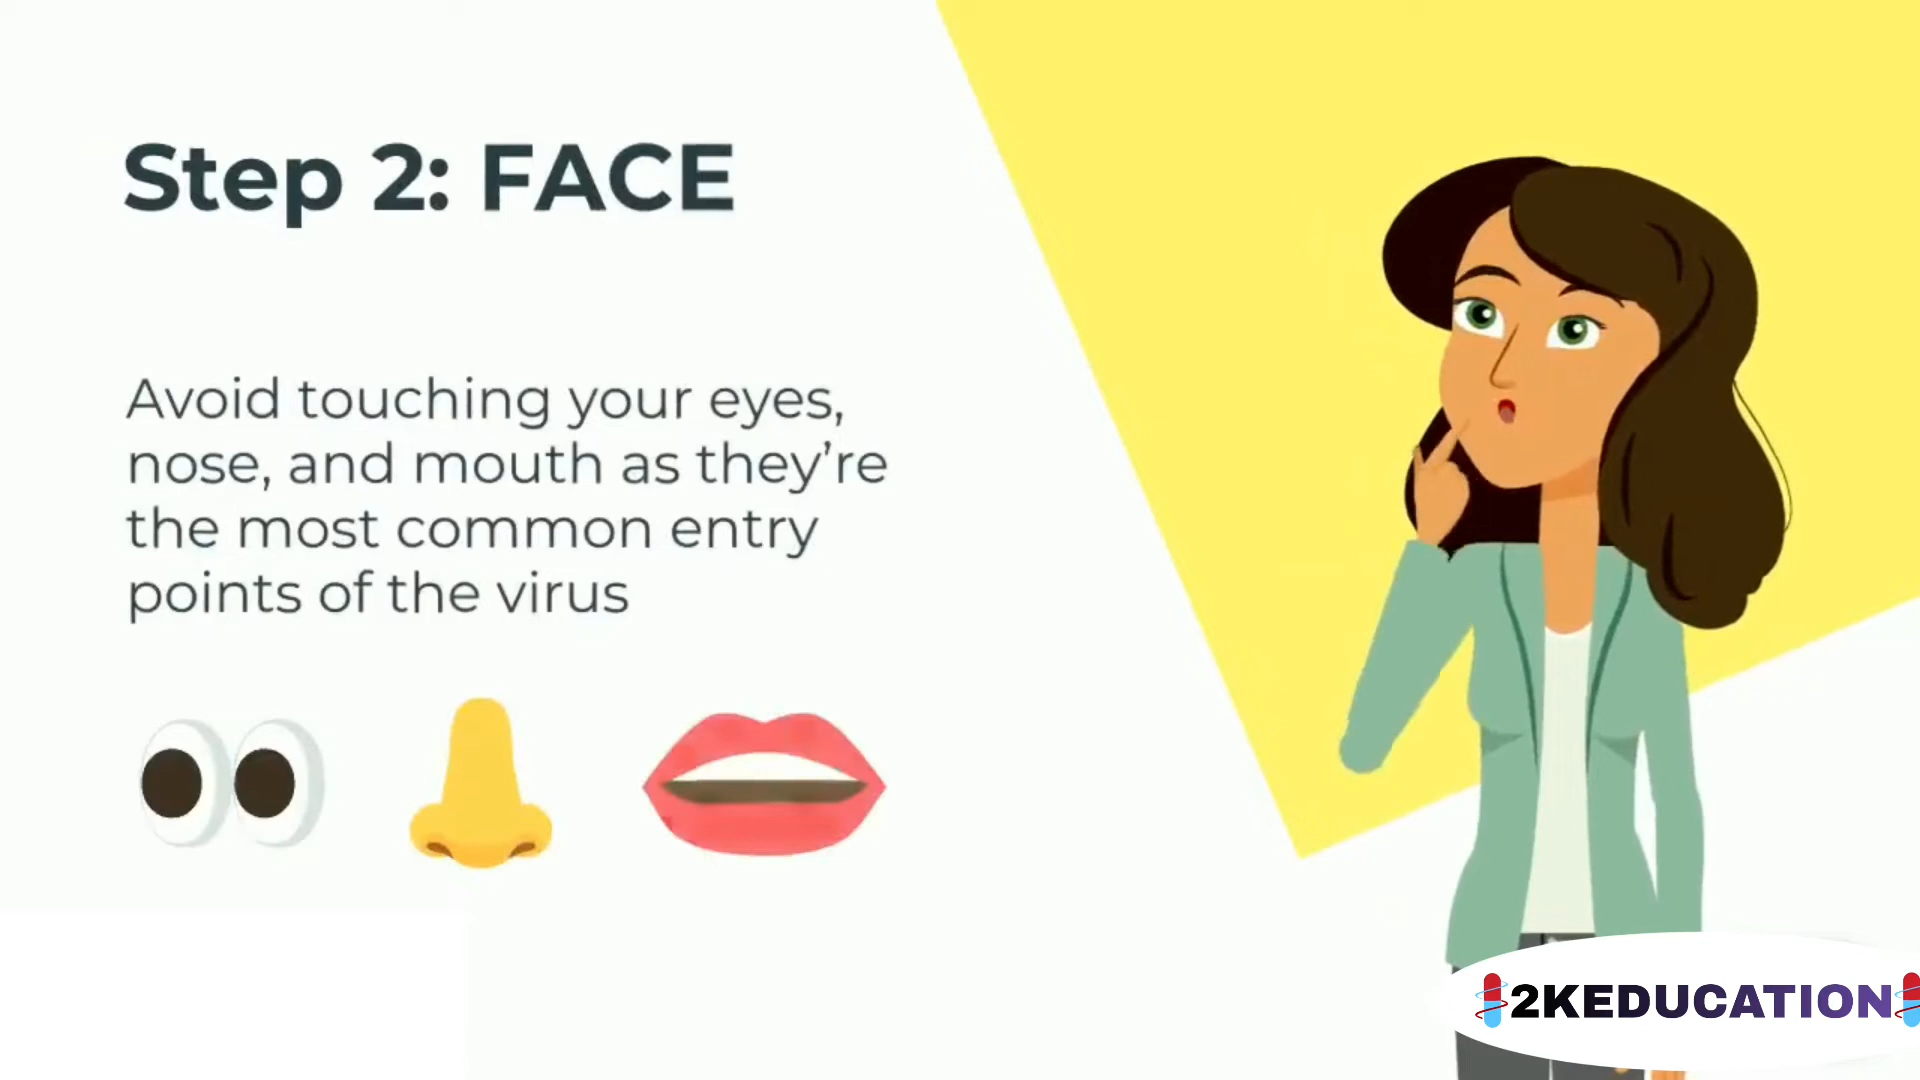 Step 2: FACE
Avoid touching your eyes,
nose, and mouth as they’re
the most common entry
points of the virus
2KEDUCATION